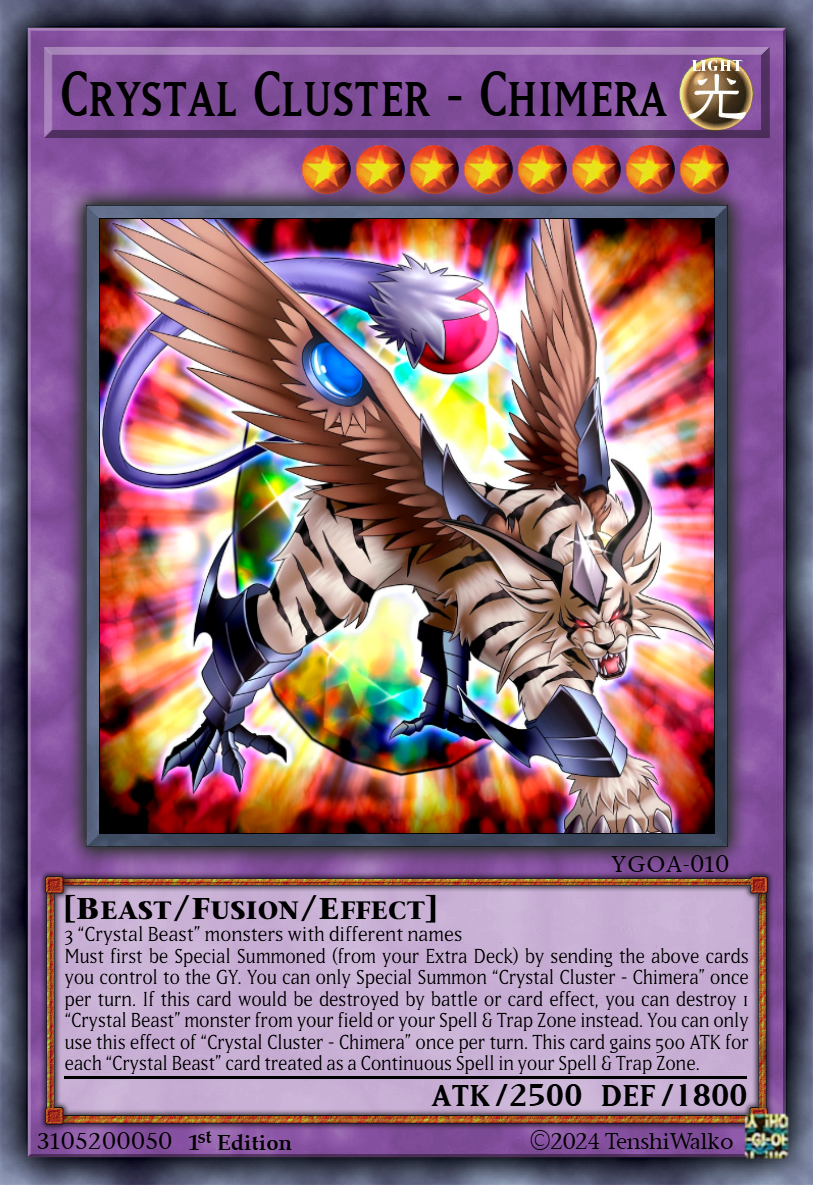 Crystal Cluster - Chimera
LIGHT
光
YGOA-010
[Beast/Fusion/Effect]
3 “Crystal Beast” monsters with different names
Must first be Special Summoned (from your Extra Deck) by sending the above cards
you control to the GY. You can only Special Summon “Crystal Cluster - Chimera” once
per turn. If this card would be destroyed by battle or card effect, you can destroy 1
“Crystal Beast” monster from your field or your Spell & Trap Zone instead. You can only
use this effect of “Crystal Cluster - Chimera” once per turn. This card gains 500 ATK for
each “Crystal Beast” card treated as a Continuous Spell in your Spell & Trap Zone.
ATK/2500 DEF/1800
3105200050 1st Edition ©2024 TenshiWalko